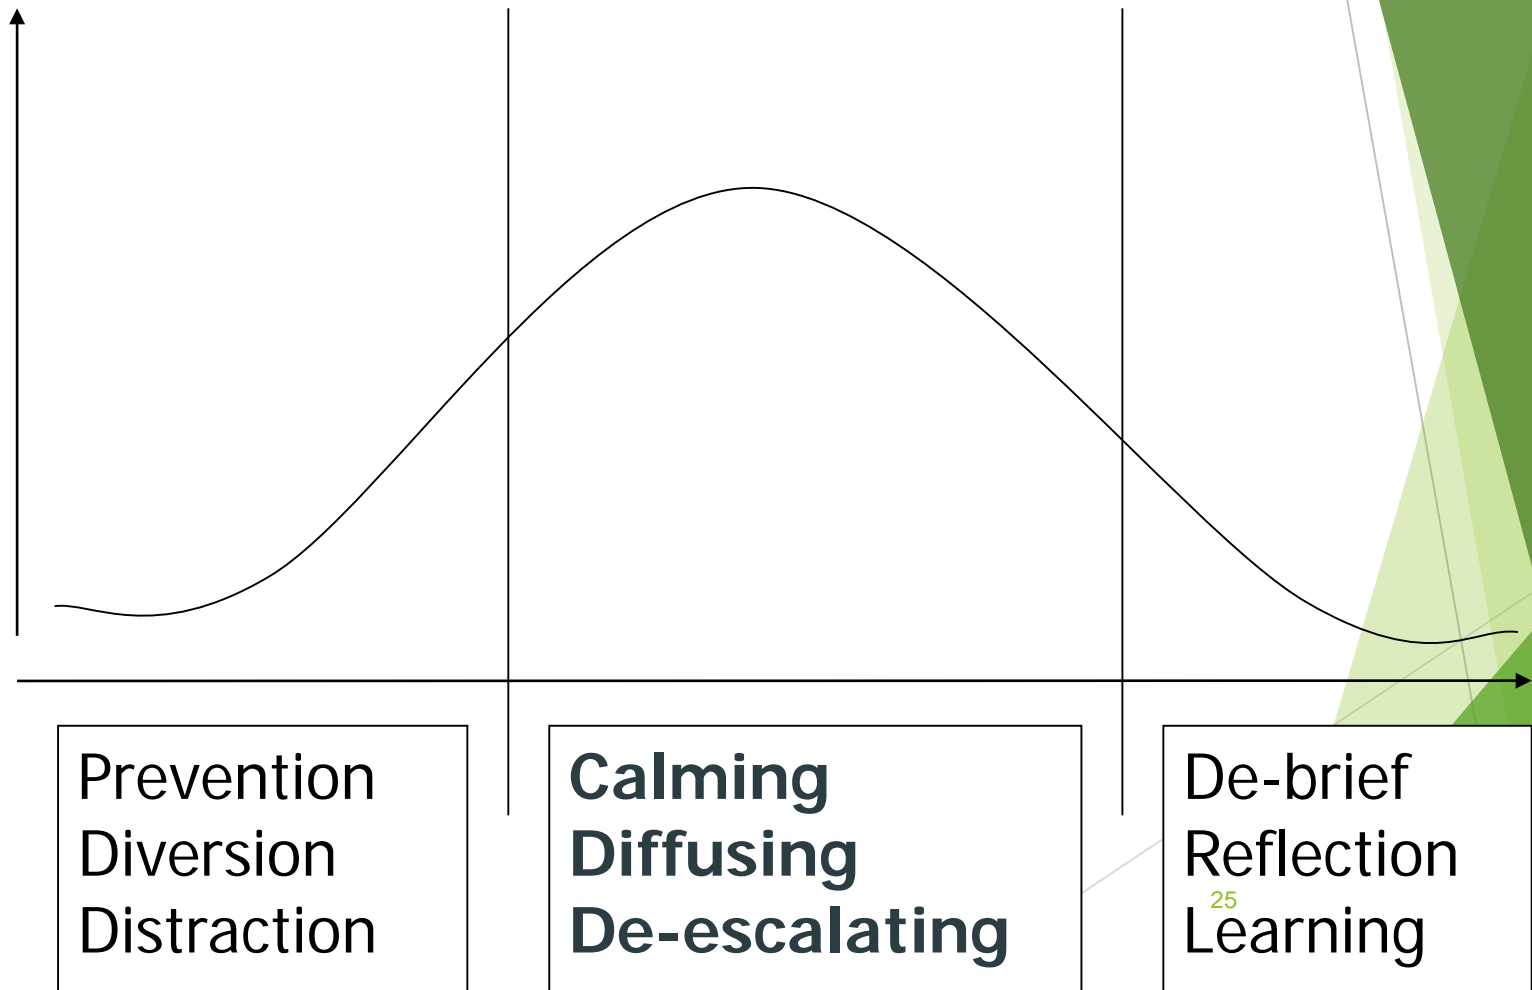 Prevention
Diversion
Distraction
Calming
Diffusing
De-escalating
De-brief
Reflection
25
Learning